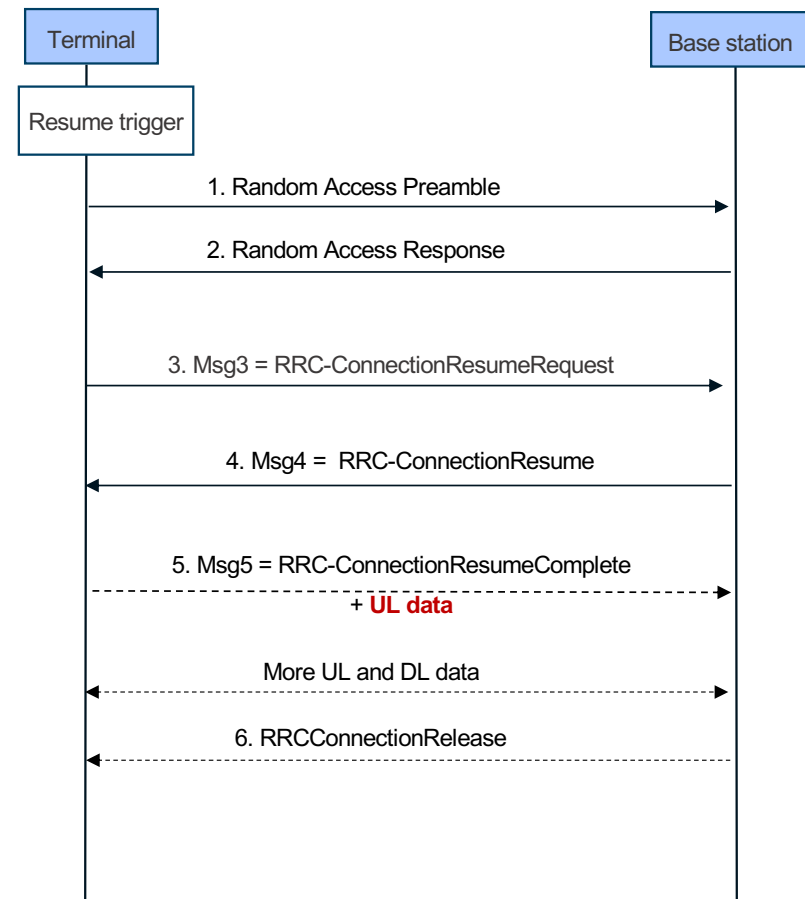 Terminal
Base station
Resume trigger
1. Random Access Preamble
2. Random Access Response
3. Msg3 = RRC-ConnectionResumeRequest
4. Msg4 = RRC-ConnectionResume
5. Msg5 = RRC-ConnectionResumeComplete
+ UL data
More UL and DL data
6. RRCConnectionRelease